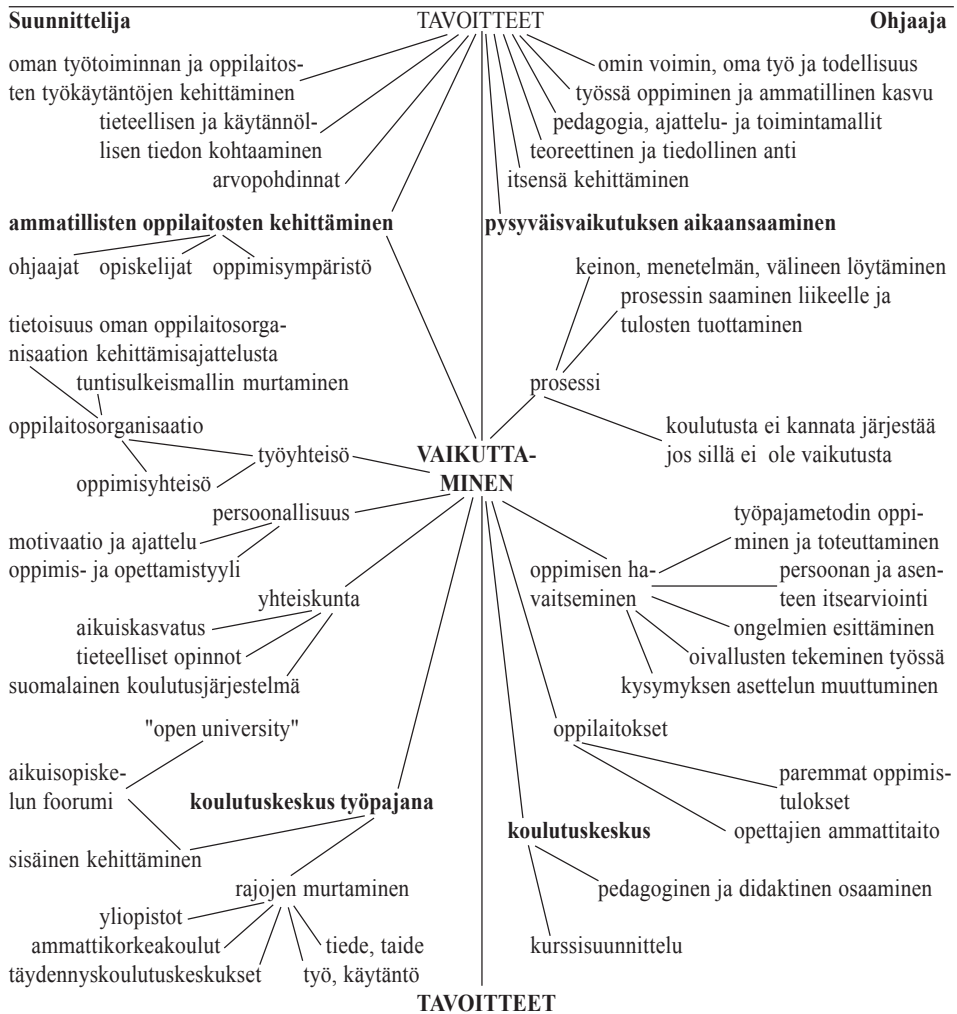 Suunnittelija
TAVOITTEET
Ohjaaja
oman työtoiminnan ja oppilaitos-
ten työkäytäntöjen kehittäminen
tieteellisen ja käytännöl-
lisen tiedon kohtaaminen
arvopohdinnat
omin voimin, oma työ ja todellisuus
työssä oppiminen ja ammatillinen kasvu
pedagogia, ajattelu- ja toimintamallit
teoreettinen ja tiedollinen anti
itsensä kehittäminen
ammatillisten oppilaitosten kehittäminen
pysyväisvaikutuksen aikaansaaminen
ohjaajat
opiskelijat
oppimisympäristö
keinon, menetelmän, välineen löytäminen
prosessin saaminen liikeelle ja
tulosten tuottaminen
prosessi
koulutusta ei kannata järjestää
jos sillä ei ole vaikutusta
tietoisuus oman oppilaitosorga-
nisaation kehittämisajattelusta
tuntisulkeismallin murtaminen
oppilaitosorganisaatio
työyhteisö
oppimisyhteisö
VAIKUTTA-
MINEN
persoonallisuus
motivaatio ja ajattelu
oppimis- ja opettamistyyli
yhteiskunta
aikuiskasvatus
tieteelliset opinnot
suomalainen koulutusjärjestelmä
työpajametodin oppi-
minen ja toteuttaminen
oppimisen ha-
vaitseminen
persoonan ja asen-
teen itsearviointi
ongelmien esittäminen
oivallusten tekeminen työssä
kysymyksen asettelun muuttuminen
"open university"
aikuisopiske-
lun foorumi
koulutuskeskus työpajana
sisäinen kehittäminen
rajojen murtaminen
yliopistot
ammattikorkeakoulut
täydennyskoulutuskeskukset
tiede, taide
työ, käytäntö
oppilaitokset
paremmat oppimis-
tulokset
opettajien ammattitaito
koulutuskeskus
pedagoginen ja didaktinen osaaminen
kurssisuunnittelu
TAVOITTEET